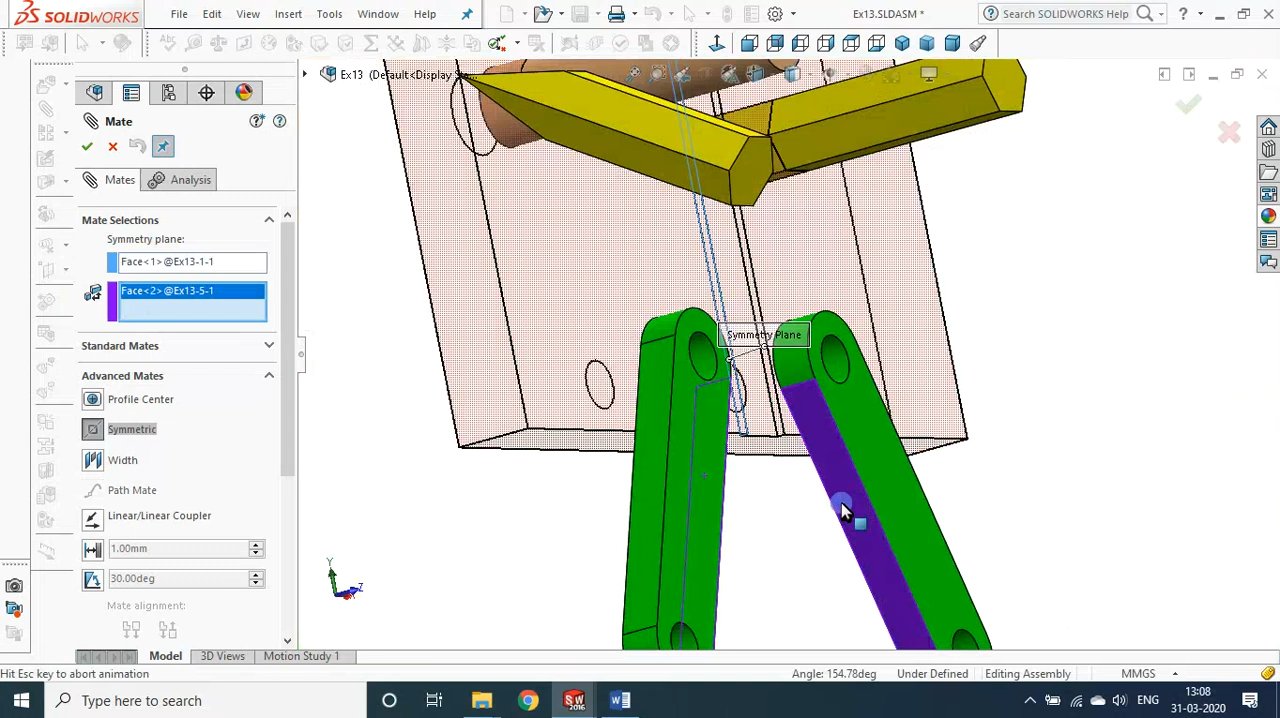 SOLIDWORKS
File
Edit
View
Insert
Tools
Window
Help
Ex13.SLDASM *
Search SOLIDWORKS Help
?
Ex13 (Default<Display St...
Mate
Mates
Analysis
Mate Selections
Symmetry plane:
Face<1>@Ex13-1-1
Face<2>@Ex13-5-1
Standard Mates
Advanced Mates
Profile Center
Symmetric
Width
Path Mate
Linear/Linear Coupler
1.00mm
30.00deg
Mate alignment:
Symmetry Plane
Y
Z
Model
3D Views
Motion Study 1
Hit Esc key to abort animation
Angle: 154.78deg
Under Defined
Editing Assembly
MMGS
Type here to search
SW
2016
W
ENG
13:08
31-03-2020